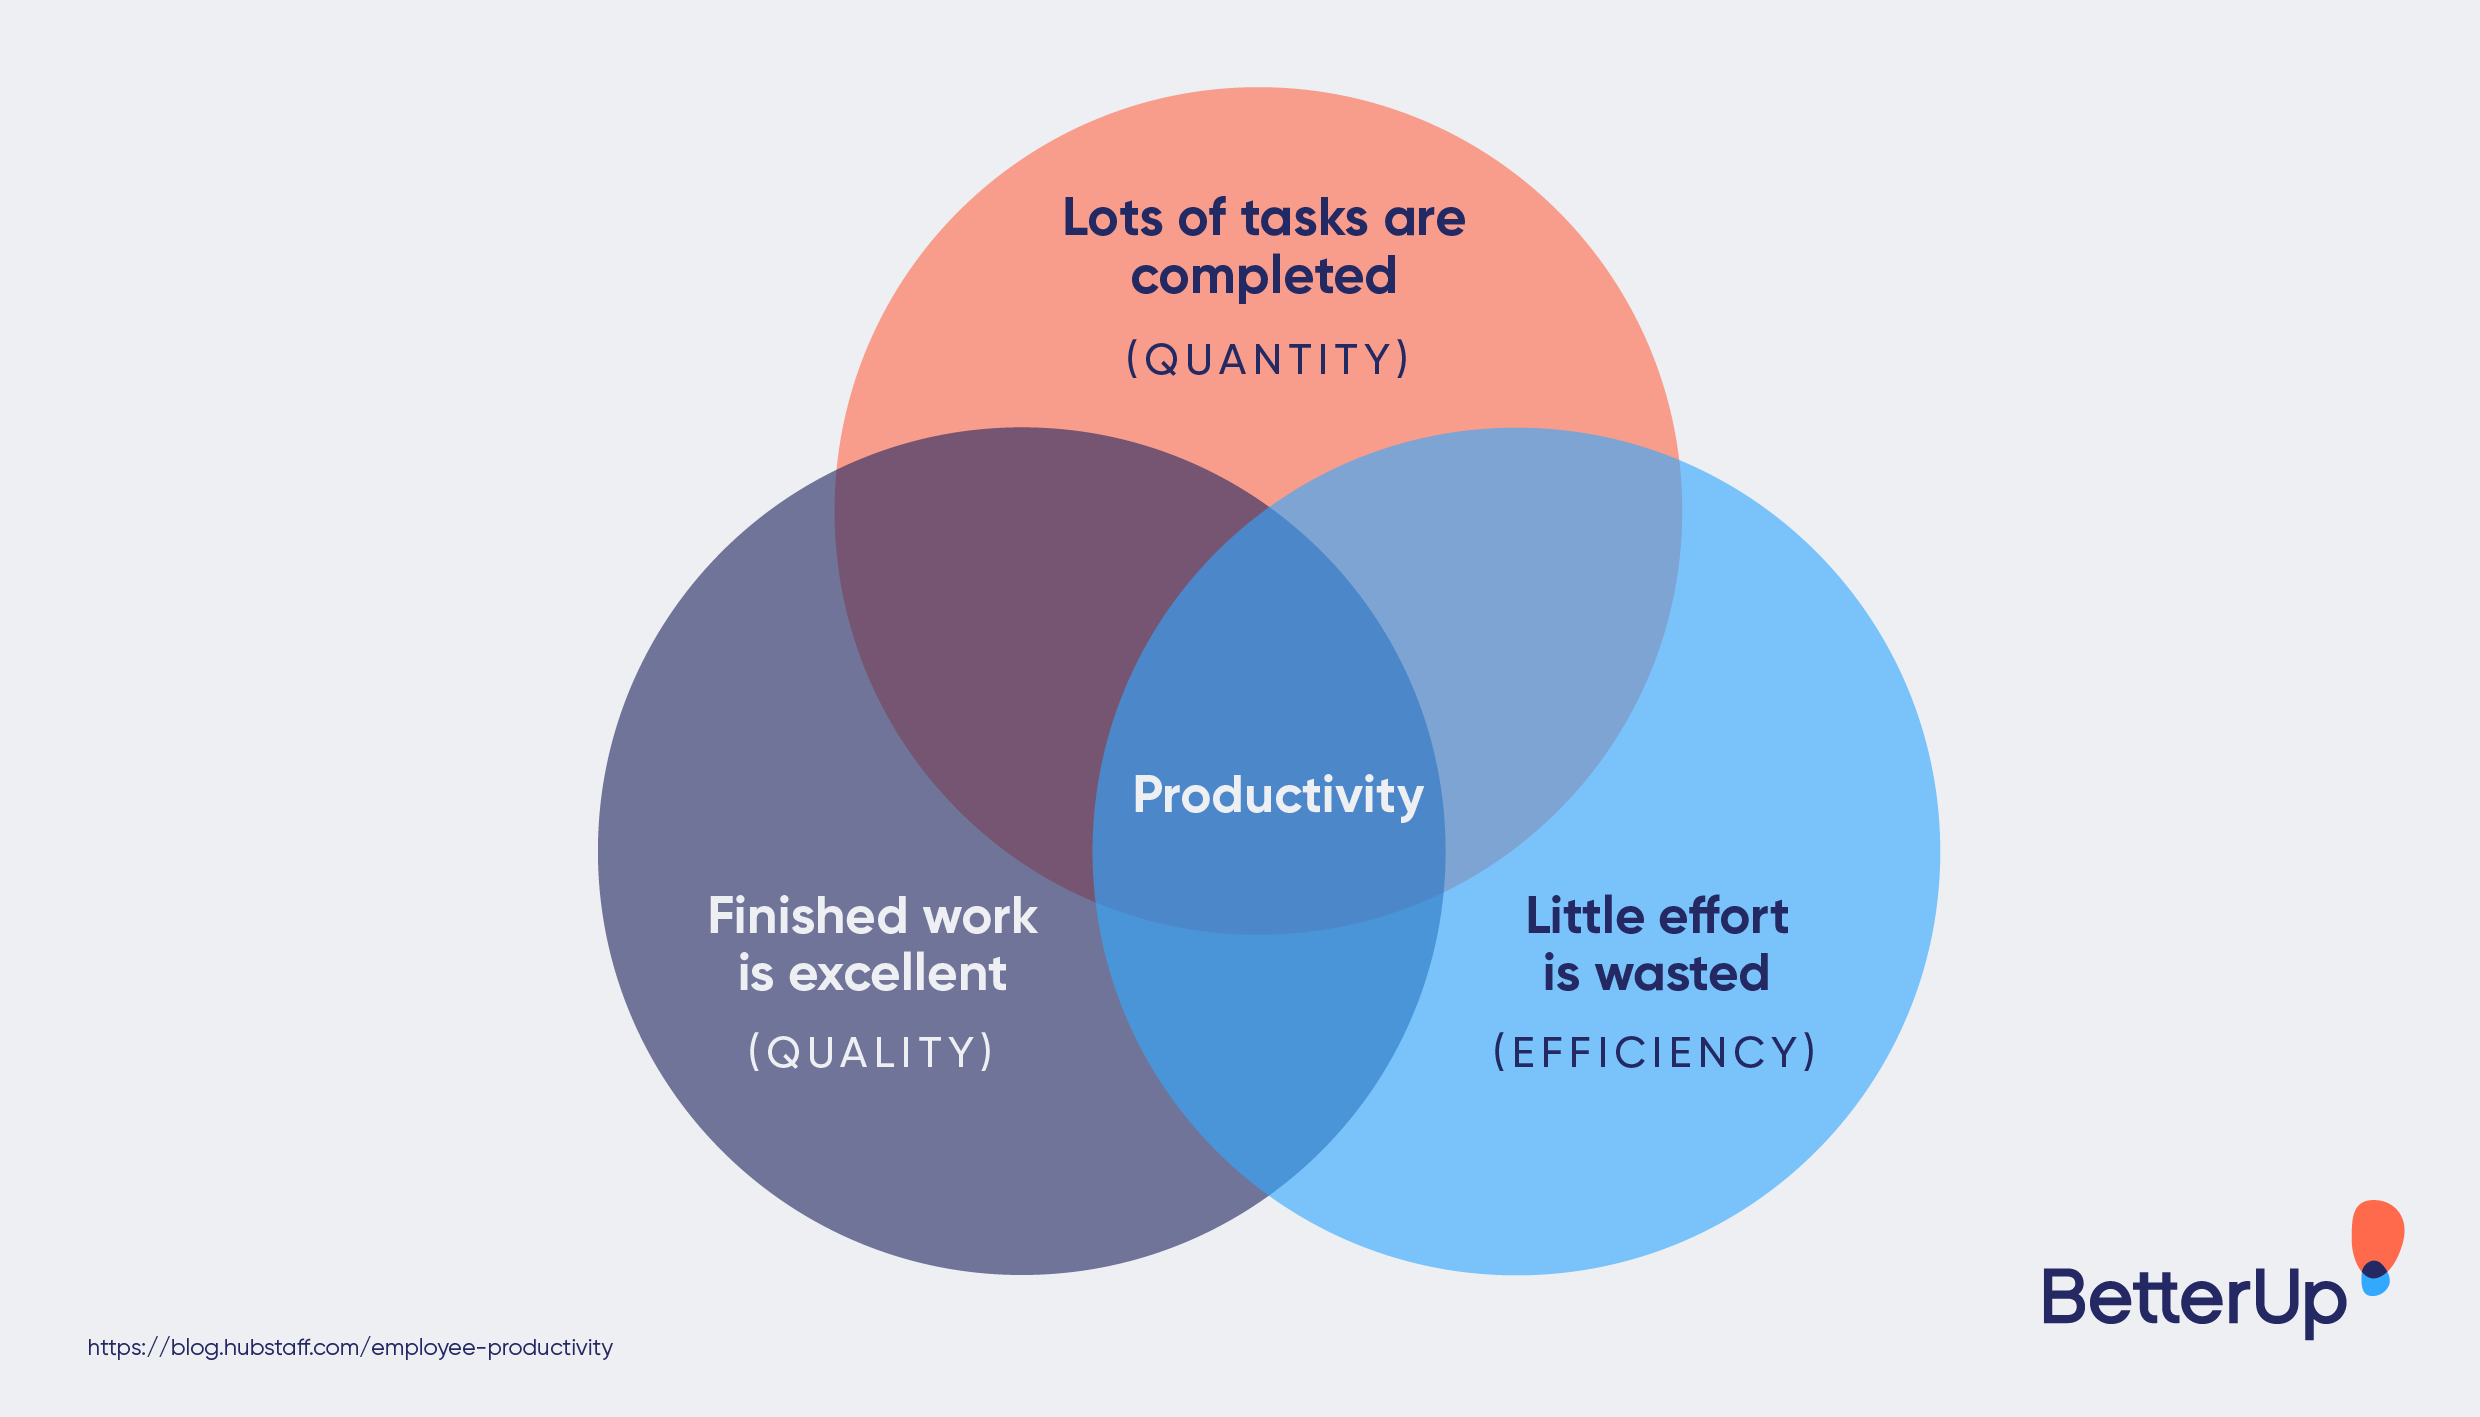 Lots of tasks are
completed
(QUANTITY)
Productivity
Finished work
is excellent
(QUALITY)
Little effort
is wasted
(EFFICIENCY)
BetterUp
https://blog.hubstaff.com/employee-productivity